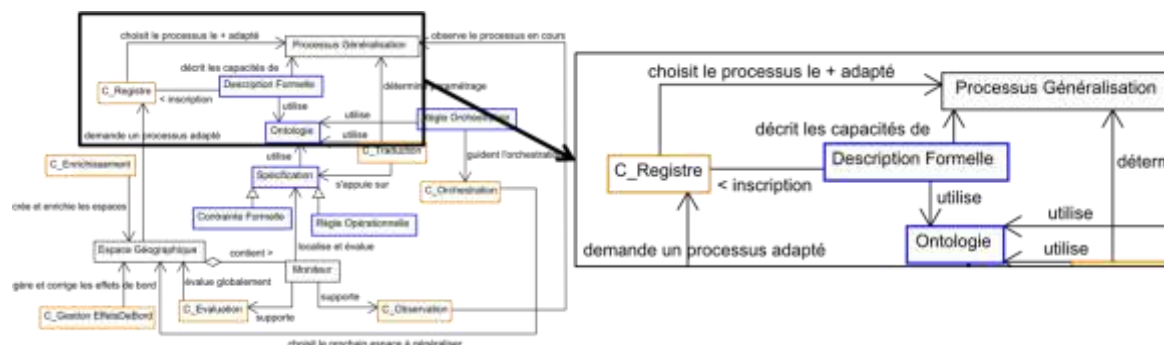 choisit le processus le + adapté
observe le processus en cours
Processus Généralisation
décrit les capacités de
C_Registre
Description Formelle
détermine paramétrage
< inscription
utilise
utilise
Règle Orchestration
Ontologie
utilise
demande un processus adapté
C_Traduction
C_Enrichissement
utilise
guident l'orchestration
Spécification
s'appuie sur
C_Orchestration
crée et enrichie les espaces
Contrainte Formelle
Règle Opérationnelle
Espace Géographique
contient >
localise et évalue
Moniteur
gère et corrige les effets de bord
évalue globalement
supporte
C_Gestion EffetsDeBord
C_Evaluation
supporte
C_Observation
choisit le prochain espace à généraliser
choisit le processus le + adapté
Processus Généralisation
décrit les capacités de
C_Registre
Description Formelle
déterm
< inscription
utilise
utilise
Ontologie
utilise
demande un processus adapté